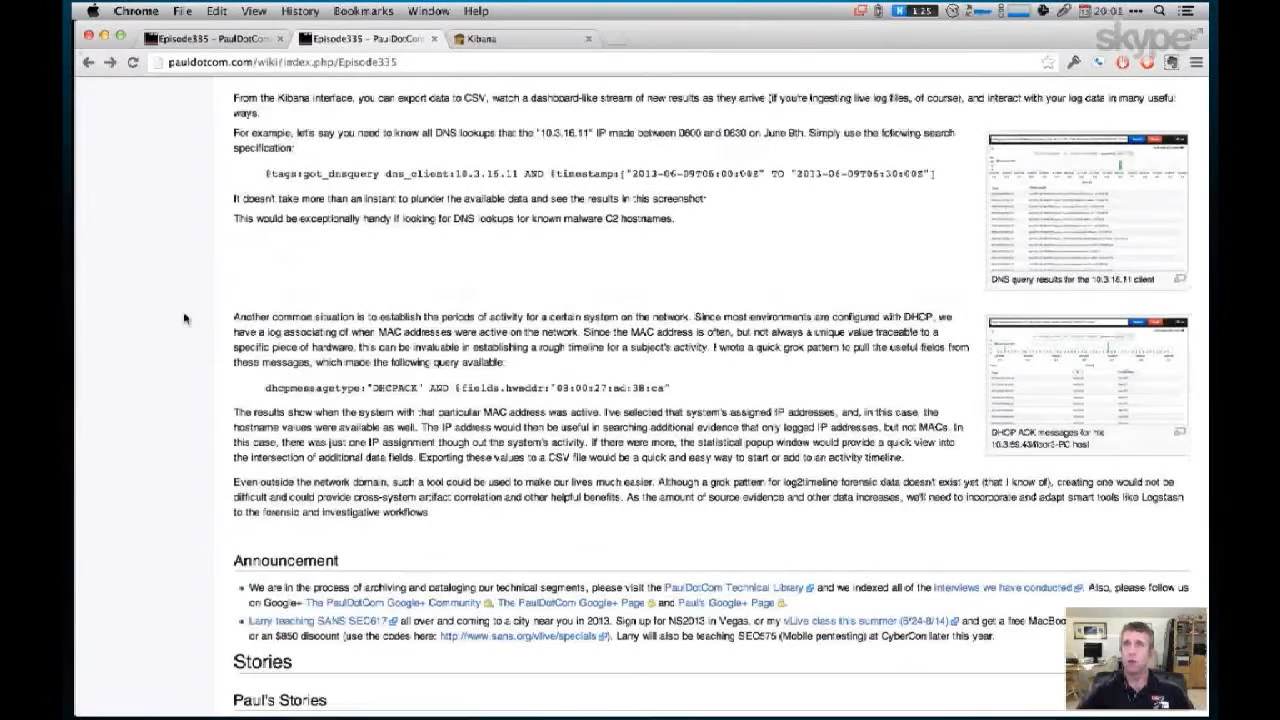 Chrome File Edit View History Bookmarks Window Help 1:25 20:01
skype
Episode335 – PaulDotCom Episode335 – PaulDotCom Kibana
pauldotcom.com/wiki/index.php/Episode335
From the Kibana interface, you can export data to CSV, watch a dashboard-like stream of new results as they arrive (if you're ingesting live log files, of course), and interact with your log data in many useful
ways.
For example, let's say you need to know all DNS lookups that the "10.3.16.11" IP made between 0600 and 0630 on June 9th. Simply use the following search
specification:
@tags:got_dnsquery dns_client:10.3.16.11 AND @timestamp:["2013-06-09T06:00:00Z" TO "2013-06-09T06:30:00Z"]
It doesn't take more than an instant to plunder the available data and see the results in this screenshot:
This would be exceptionally handy if looking for DNS lookups for known malware C2 hostnames.
DNS query results for the 10.3.16.11 client
Another common situation is to establish the periods of activity for a certain system on the network. Since most environments are configured with DHCP, we
have a log associating of when MAC addresses were active on the network. Since the MAC address is often, but not always a unique value traceable to a
specific piece of hardware, this can be valuable in establishing a rough timeline for a subject's activity. I wrote a quick grok pattern to pull the useful fields from
these messages, which made the following query available:
dhcpmessagetype:"DHCPACK" AND @fields.hwaddr:"08:00:27:ad:38:ca"
The results show when the system with that particular MAC address was active. I've selected that system's assigned IP addresses, and, in this case, the
hostname values were available as well. The IP address would then be useful in searching additional evidence that only logged IP addresses, but not MACs. In
this case, there was just one IP assignment though out the system's activity. If there were more, the statistical popup window would provide a quick view into
the intersection of additional data fields. Exporting these values to a CSV file would be a quick and easy way to start or add to an activity timeline.
DHCP ACK messages for the
10.3.59.43/floor3-PC host
Even outside the network domain, such a tool could be used to make our lives much easier. Although a grok pattern for log2timeline forensic data doesn't exist yet (that I know of), creating one would not be
difficult and could provide cross-system artifact correlation and other helpful benefits. As the amount of source evidence and other data increases, we'll need to incorporate and adapt smart tools like Logstash
to the forensic and investigative workflows
Announcement
We are in the process of archiving and cataloging our technical segments, please visit the PaulDotCom Technical Library and we indexed all of the interviews we have conducted. Also, please follow us
on Google+ The PaulDotCom Google+ Community, The PaulDotCom Google+ Page and Paul's Google+ Page.
Larry teaching SANS SEC617 all over and coming to a city near you in 2013. Sign up for NS2013 in Vegas, or my vLive class this summer (6/24-8/14) and get a free MacBoo
or an $850 discount (use the codes here: http://www.sans.org/vlive/specials). Larry will also be teaching SEC575 (Mobile pentesting) at CyberCon later this year.
Stories
Paul's Stories